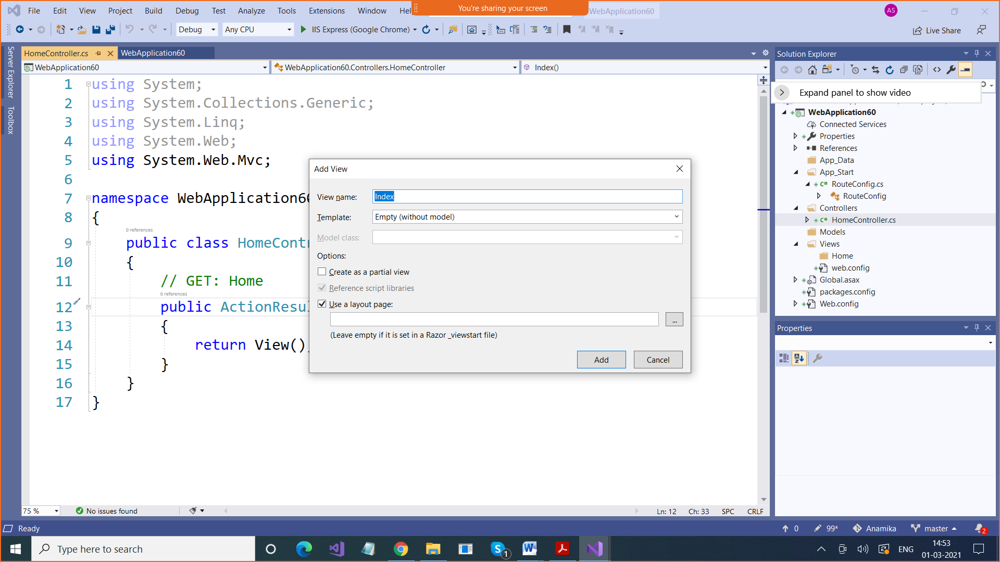 File Edit View Project Build Debug Test Analyze Tools Extensions Window Hel
You're sharing your screen
WebApplication60
AS
Debug Any CPU IIS Express (Google Chrome)
Live Share
Server Explorer
Toolbox
HomeController.cs WebApplication60
WebApplication60 WebApplication60.Controllers.HomeController Index()
1 using System;
2 using System.Collections.Generic;
3 using System.Linq;
4 using System.Web;
5 using System.Web.Mvc;
6
7 namespace WebApplication6
8 {
0 references
9 public class HomeCont
10 {
11 // GET: Home
0 references
12 public ActionResu
13 {
14 return View()
15 }
16 }
17 }
Add View
View name: Index
Template: Empty (without model)
Model class:
Options:
Create as a partial view
Reference script libraries
Use a layout page:
...
(Leave empty if it is set in a Razor _viewstart file)
Add Cancel
Solution Explorer
Expand panel to show video
WebApplication60
Connected Services
Properties
References
App_Data
App_Start
C# RouteConfig.cs
RouteConfig
Controllers
C# HomeController.cs
Models
Views
Home
web.config
Global.asax
packages.config
Web.config
Properties
75 % No issues found Ln: 12 Ch: 33 SPC CRLF
Ready 0 99* Anamika master 2
Type here to search
1
ENG
14:53
01-03-2021